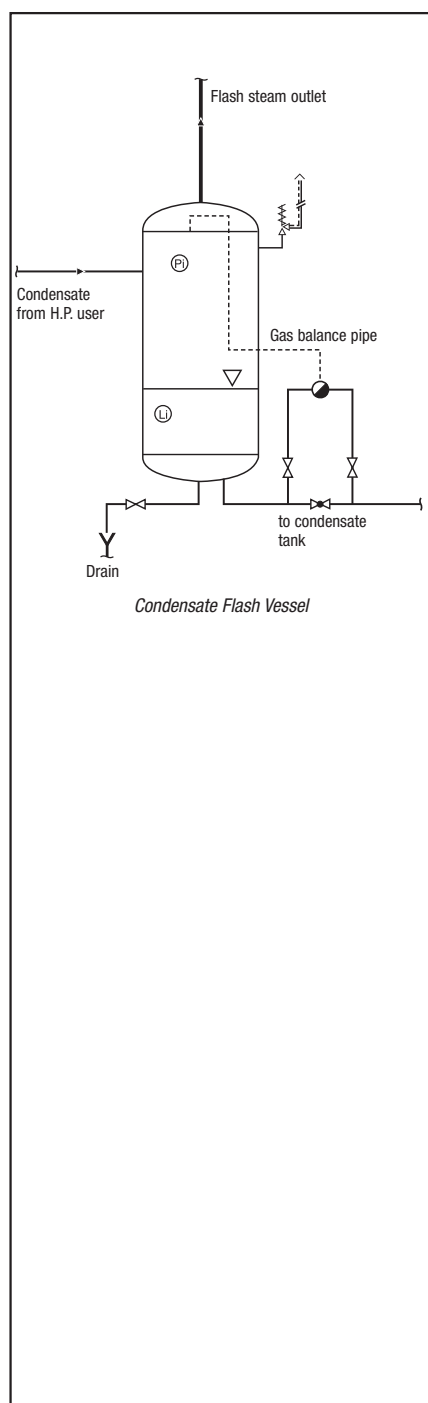 Flash steam outlet
Pi
Condensate
from H.P. user
Gas balance pipe
Li
to condensate
tank
Drain
Condensate Flash Vessel